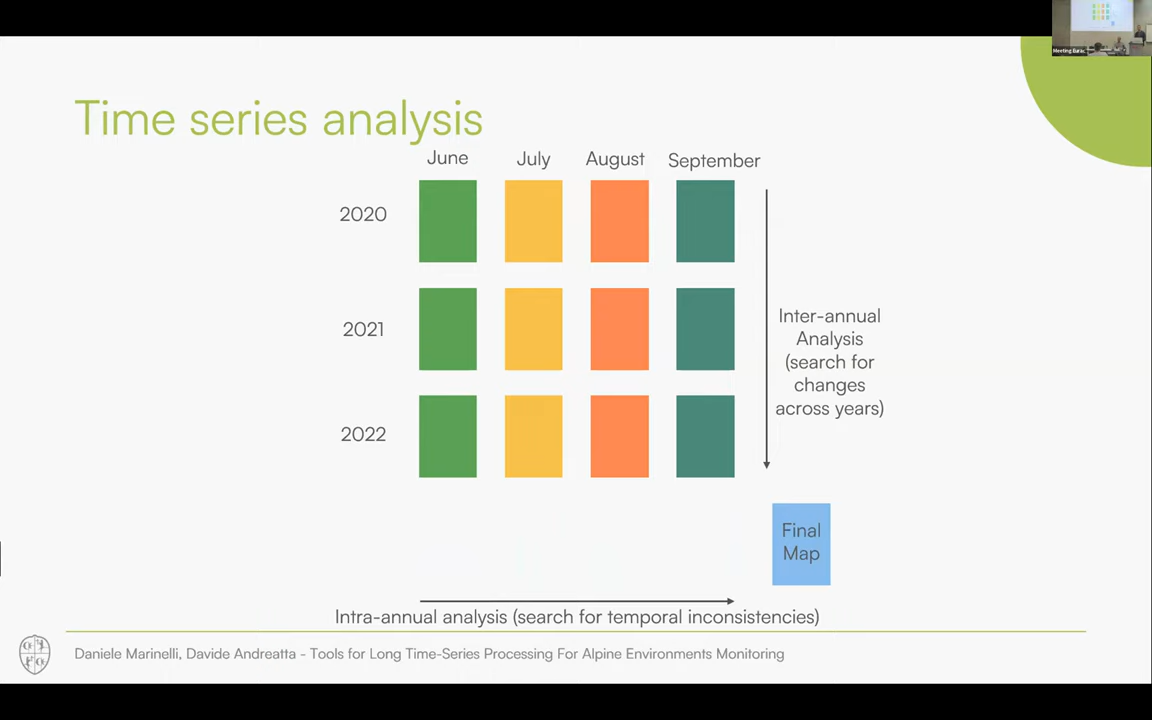 Time series analysis
June July August September
2020
2021
2022
Inter-annual
Analysis
(search for
changes
across years)
Final
Map
Intra-annual analysis (search for temporal inconsistencies)
Daniele Marinelli, Davide Andreatta - Tools for Long Time-Series Processing For Alpine Environments Monitoring